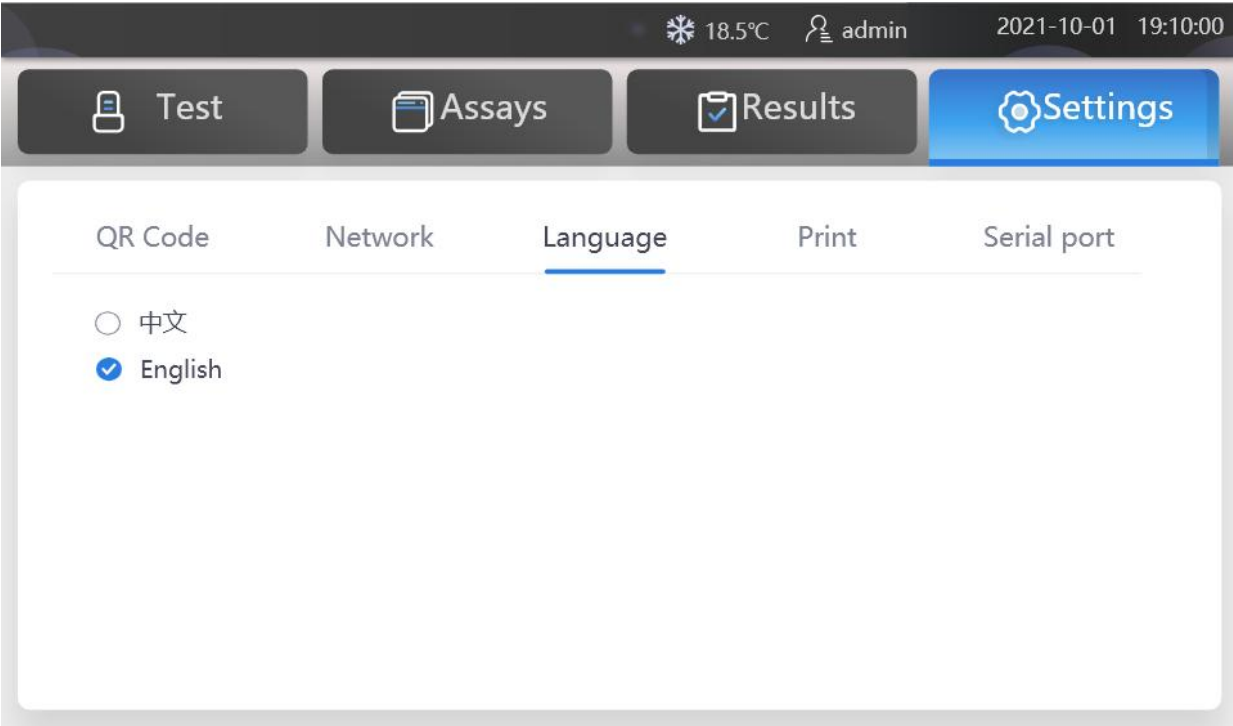 18.5℃ admin 2021-10-01 19:10:00
Test Assays Results Settings
QR Code Network Language Print Serial port
中文
English